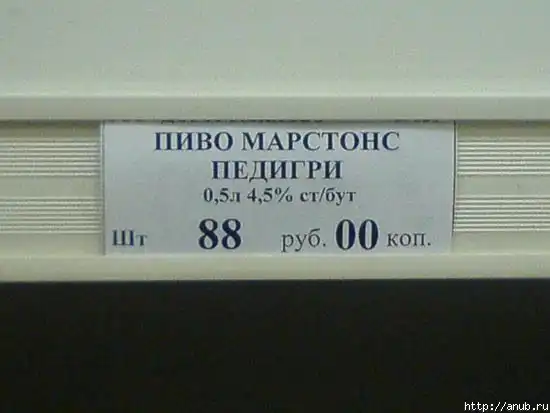 ПИВО МАРСТОНС
ПЕДИГРИ
0,5л 4,5% ст/бут
Шт 88 руб. 00 коп.
http://anub.ru